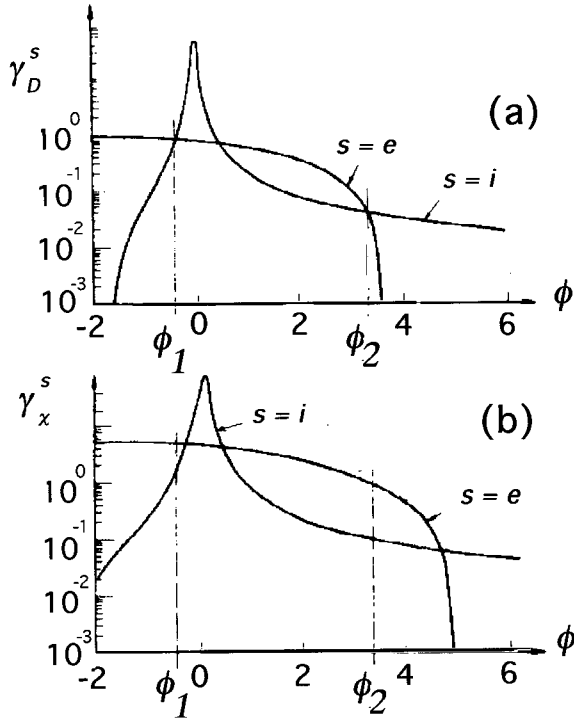 γ_D^s
(a)
10^0
10^-1
10^-2
10^-3
s = e
s = i
-2 0 2 4 6 ϕ
ϕ_1 ϕ_2
γ_χ^s
(b)
s = i
10^0
10^-1
10^-2
10^-3
s = e
-2 0 2 4 6 ϕ
ϕ_1 ϕ_2